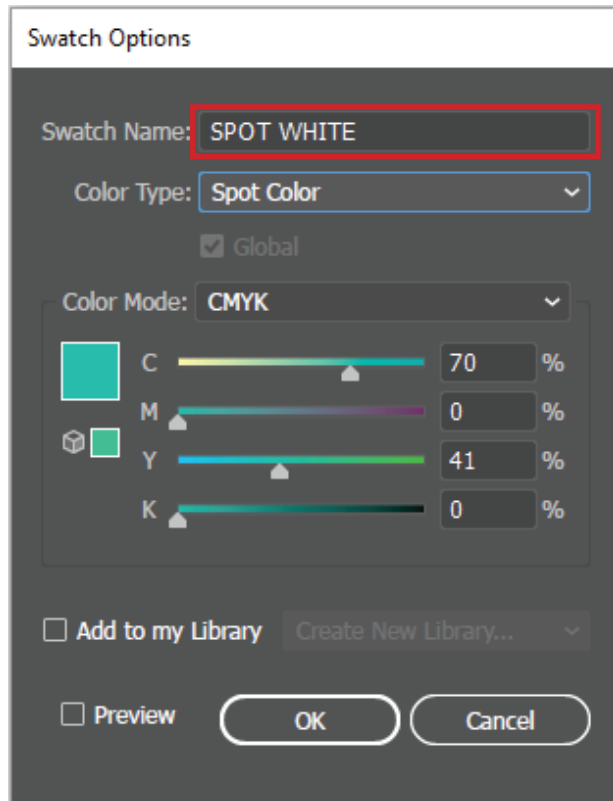 Swatch Options
Swatch Name: SPOT WHITE
Color Type: Spot Color
Global
Color Mode: CMYK
C 70 %
M 0 %
Y 41 %
K 0 %
Add to my Library Create New Library...
Preview OK Cancel